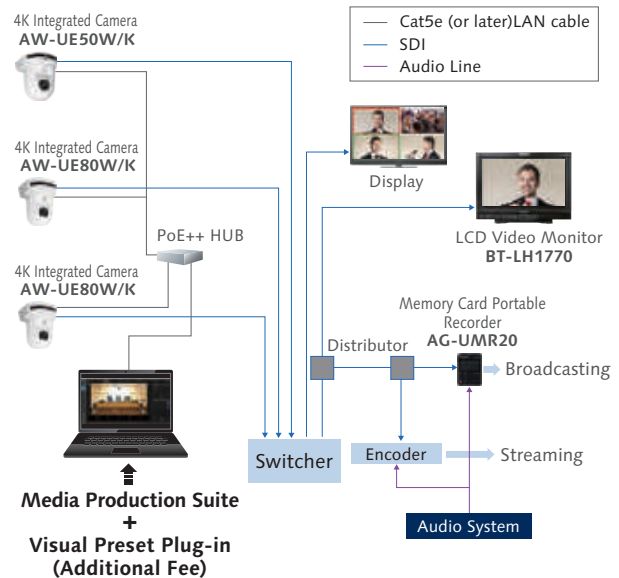 4K Integrated Camera
AW-UE50W/K
Cat5e (or later)LAN cable
SDI
Audio Line
4K Integrated Camera
AW-UE80W/K
Display
PoE++ HUB
LCD Video Monitor
BT-LH1770
4K Integrated Camera
AW-UE80W/K
Memory Card Portable
Recorder
AG-UMR20
Distributor
Broadcasting
Switcher
Encoder
Streaming
Audio System
Media Production Suite
+
Visual Preset Plug-in
(Additional Fee)